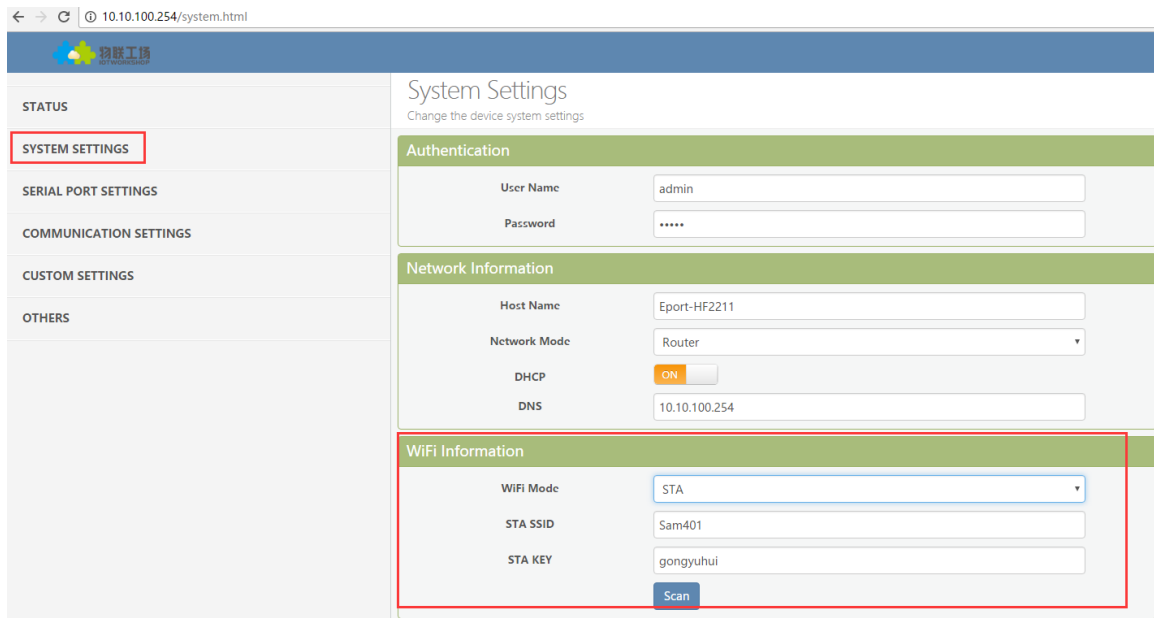 10.10.100.254/system.html
物联工场
IOTWORKSHOP
STATUS
SYSTEM SETTINGS
SERIAL PORT SETTINGS
COMMUNICATION SETTINGS
CUSTOM SETTINGS
OTHERS
System Settings
Change the device system settings
Authentication
User Name admin
Password •••••
Network Information
Host Name Eport-HF2211
Network Mode Router
DHCP ON
DNS 10.10.100.254
WiFi Information
WiFi Mode STA
STA SSID Sam401
STA KEY gongyuhui
Scan